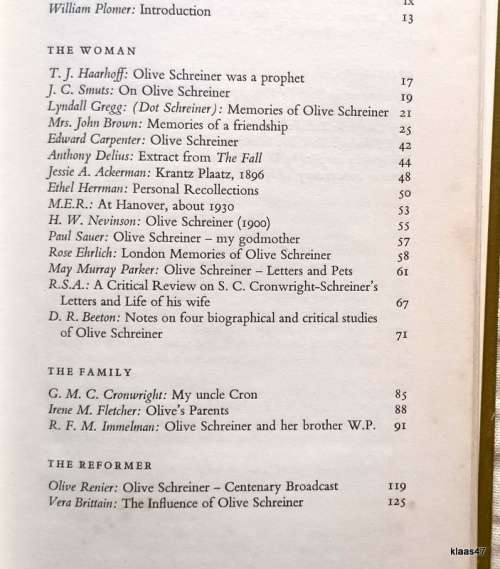 ix
William Plomer: Introduction 13
THE WOMAN
T. J. Haarhoff: Olive Schreiner was a prophet 17
J. C. Smuts: On Olive Schreiner 19
Lyndall Gregg: (Dot Schreiner): Memories of Olive Schreiner 21
Mrs. John Brown: Memories of a friendship 25
Edward Carpenter: Olive Schreiner 42
Anthony Delius: Extract from The Fall 44
Jessie A. Ackerman: Krantz Plaatz, 1896 48
Ethel Herrman: Personal Recollections 50
M.E.R.: At Hanover, about 1930 53
H. W. Nevinson: Olive Schreiner (1900) 55
Paul Sauer: Olive Schreiner – my godmother 57
Rose Ehrlich: London Memories of Olive Schreiner 58
May Murray Parker: Olive Schreiner – Letters and Pets 61
R.S.A.: A Critical Review on S. C. Cronwright-Schreiner's
Letters and Life of his wife 67
D. R. Beeton: Notes on four biographical and critical studies
of Olive Schreiner 71
THE FAMILY
G. M. C. Cronwright: My uncle Cron 85
Irene M. Fletcher: Olive's Parents 88
R. F. M. Immelman: Olive Schreiner and her brother W.P. 91
THE REFORMER
Olive Renier: Olive Schreiner – Centenary Broadcast 119
Vera Brittain: The Influence of Olive Schreiner 125
klaas47